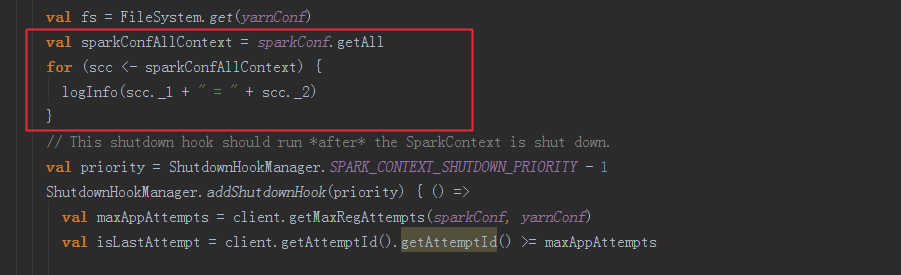 val fs = FileSystem.get(yarnConf)
val sparkConfAllContext = sparkConf.getAll
for (scc <- sparkConfAllContext) {
logInfo(scc._1 + " = " + scc._2)
}
// This shutdown hook should run *after* the SparkContext is shut down.
val priority = ShutdownHookManager.SPARK_CONTEXT_SHUTDOWN_PRIORITY - 1
ShutdownHookManager.addShutdownHook(priority) { () =>
val maxAppAttempts = client.getMaxRegAttempts(sparkConf, yarnConf)
val isLastAttempt = client.getAttemptId().getAttemptId() >= maxAppAttempts